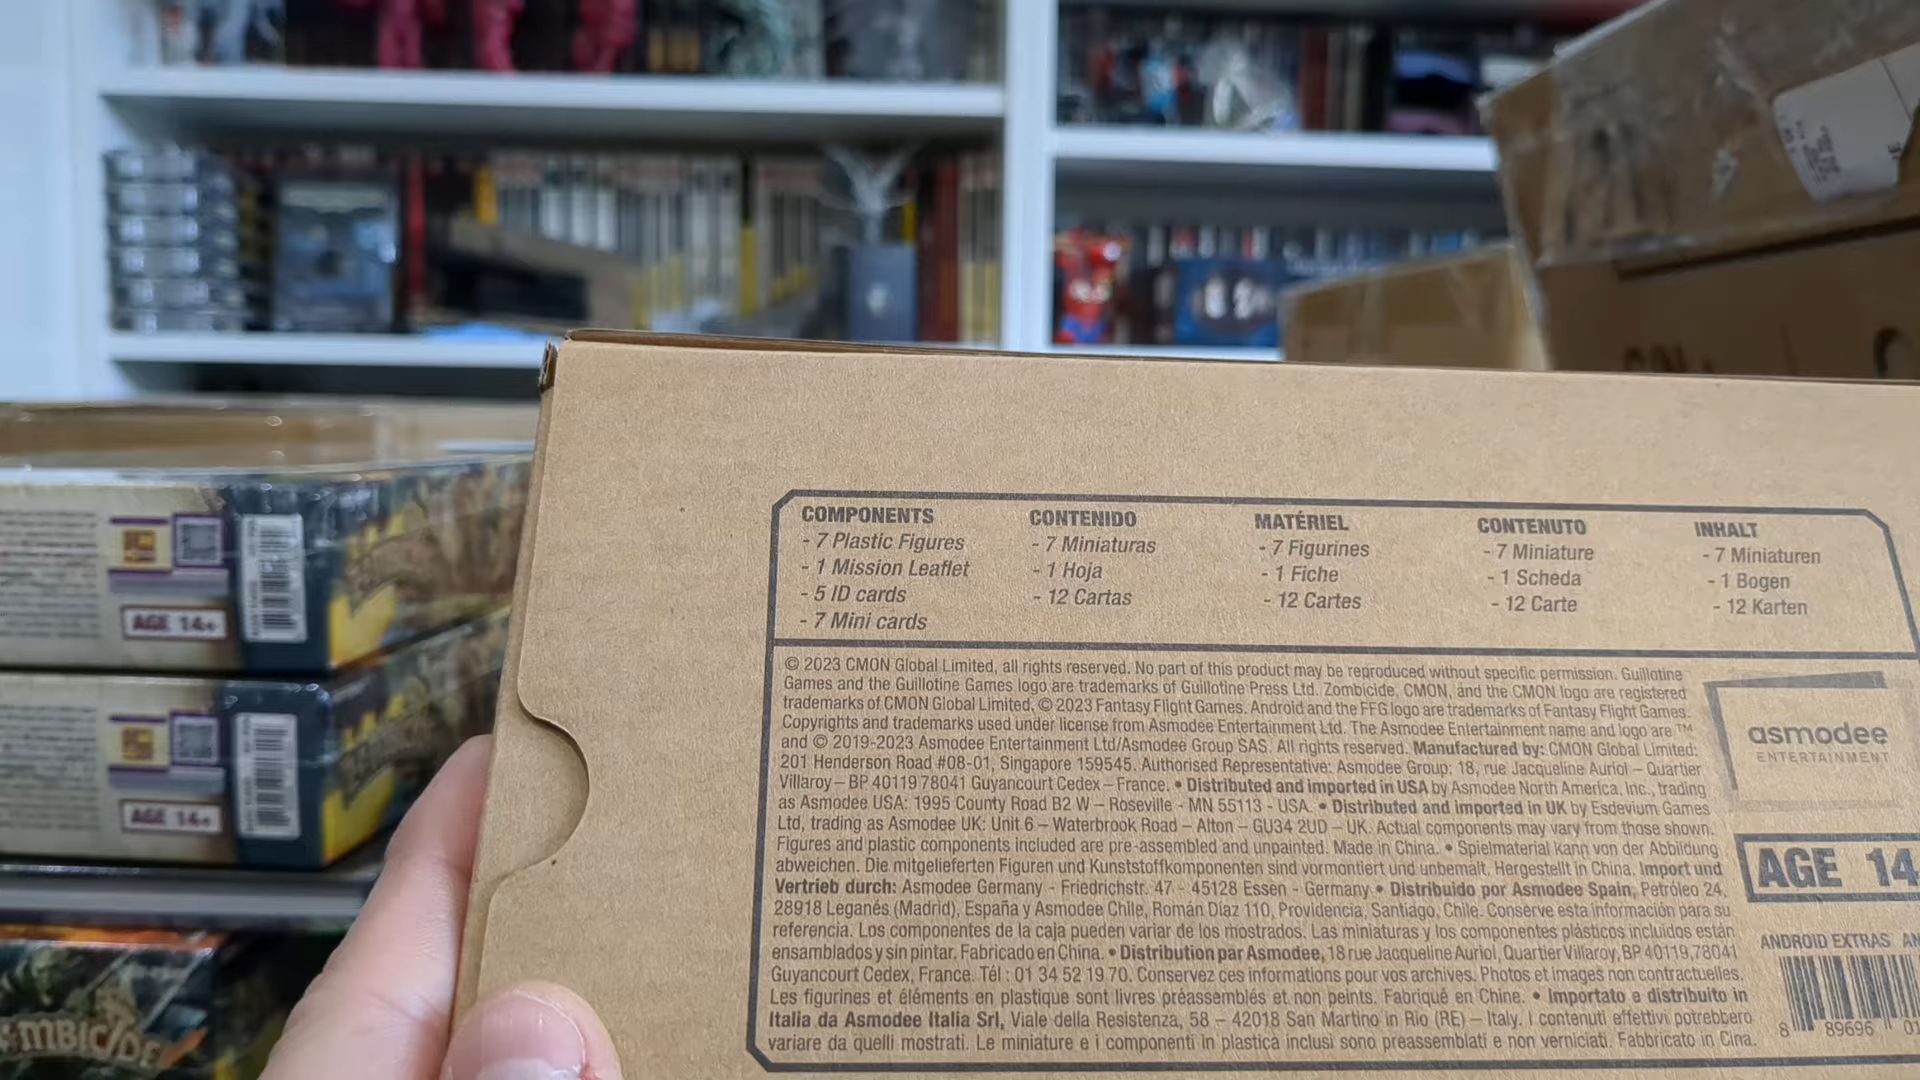 COMPONENTS
- 7 Plastic Figures
- 1 Mission Leaflet
- 5 ID cards
- 7 Mini cards
CONTENIDO
- 7 Miniaturas
- 1 Hoja
- 12 Cartas
MATÉRIEL
- 7 Figurines
- 1 Fiche
- 12 Cartes
CONTENUTO
- 7 Miniature
- 1 Scheda
- 12 Carte
INHALT
- 7 Miniaturen
- 1 Bogen
- 12 Karten
© 2023 CMON Global Limited, all rights reserved. No part of this product may be reproduced without specific permission. Guillotine
Games and the Guillotine Games logo are trademarks of Guillotine Press Ltd. Zombicide, CMON, and the CMON logo are registered
trademarks of CMON Global Limited. © 2023 Fantasy Flight Games. Android and the FFG logo are trademarks of Fantasy Flight Games.
Copyrights and trademarks used under license from Asmodee Entertainment Ltd. The Asmodee Entertainment name and logo are ™
and © 2019-2023 Asmodee Entertainment Ltd/Asmodee Group SAS. All rights reserved. Manufactured by: CMON Global Limited:
201 Henderson Road #08-01, Singapore 159545. Authorised Representative: Asmodee Group: 18, rue Jacqueline Auriol – Quartier
Villaroy – BP 40119 78041 Guyancourt Cedex – France. • Distributed and imported in USA by Asmodee North America, Inc., trading
as Asmodee USA: 1995 County Road B2 W – Roseville - MN 55113 - USA. • Distributed and imported in UK by Esdevium Games
Ltd, trading as Asmodee UK: Unit 6 – Waterbrook Road – Alton – GU34 2UD – UK. Actual components may vary from those shown.
Figures and plastic components included are pre-assembled and unpainted. Made in China. • Spielmaterial kann von der Abbildung
abweichen. Die mitgelieferten Figuren und Kunststoffkomponenten sind vormontiert und unbemalt. Hergestellt in China. Import und
Vertrieb durch: Asmodee Germany - Friedrichstr. 47 - 45128 Essen - Germany • Distribuido por Asmodee Spain, Petróleo 24,
28918 Leganés (Madrid), España y Asmodee Chile, Román Díaz 110, Providencia, Santiago, Chile. Conserve esta información para su
referencia. Los componentes de la caja pueden variar de los mostrados. Las miniaturas y los componentes plásticos incluidos están
ensamblados y sin pintar. Fabricado en China. • Distribution par Asmodee, 18 rue Jacqueline Auriol, Quartier Villaroy, BP 40119,78041
Guyancourt Cedex, France. Tél : 01 34 52 19 70. Conservez ces informations pour vos archives. Photos et images non contractuelles.
Les figurines et éléments en plastique sont livres préassemblés et non peints. Fabriqué en Chine. • Importato e distribuito in
Italia da Asmodee Italia Srl, Viale della Resistenza, 58 – 42018 San Martino in Rio (RE) – Italy. I contenuti effettivi potrebbero
variare da quelli mostrati. Le miniature e i componenti in plastica inclusi sono preassemblati e non verniciati. Fabbricato in Cina.
asmodee
ENTERTAINMENT
AGE 14
ANDROID EXTRAS AN
8 89696 01
AGE 14+
AGE 14+
MBICIDE